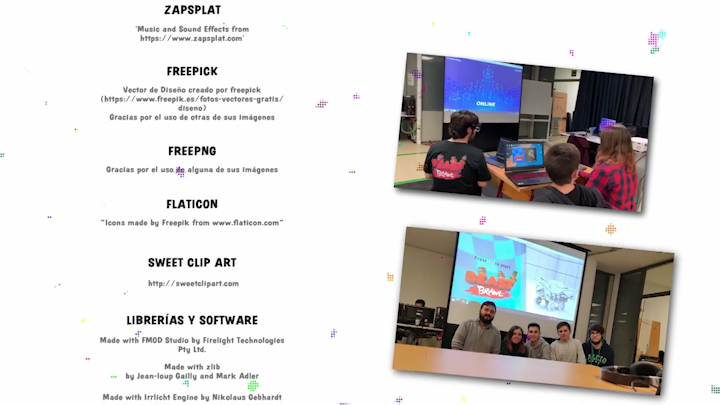 ZAPSPLAT
'Music and Sound Effects from
https://www.zapsplat.com'
FREEPICK
Vector de Diseño creado por freepick
(https://www.freepik.es/fotos-vectores-gratis/
diseno)
Gracias por el uso de otras de sus imágenes
FREEPNG
Gracias por el uso de alguna de sus imágenes
FLATICON
"Icons made by Freepik from www.flaticon.com"
SWEET CLIP ART
http://sweetclipart.com
LIBRERÍAS Y SOFTWARE
Made with FMOD Studio by Firelight Technologies
Pty Ltd.
Made with zlib
by Jean-loup Gailly and Mark Adler
Made with Irrlicht Engine by Nikolaus Gebhardt
ONLINE
BRAWL